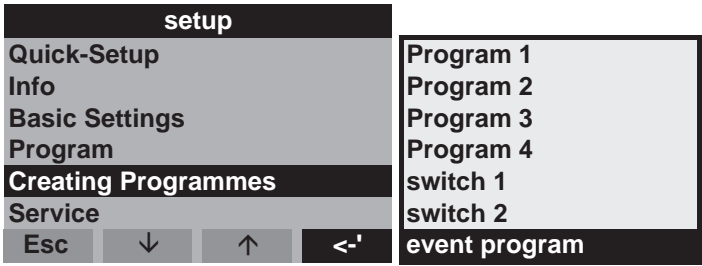 setup
Quick-Setup
Info
Basic Settings
Program
Creating Programmes
Service
Esc ↓ ↑ <-'
Program 1
Program 2
Program 3
Program 4
switch 1
switch 2
event program